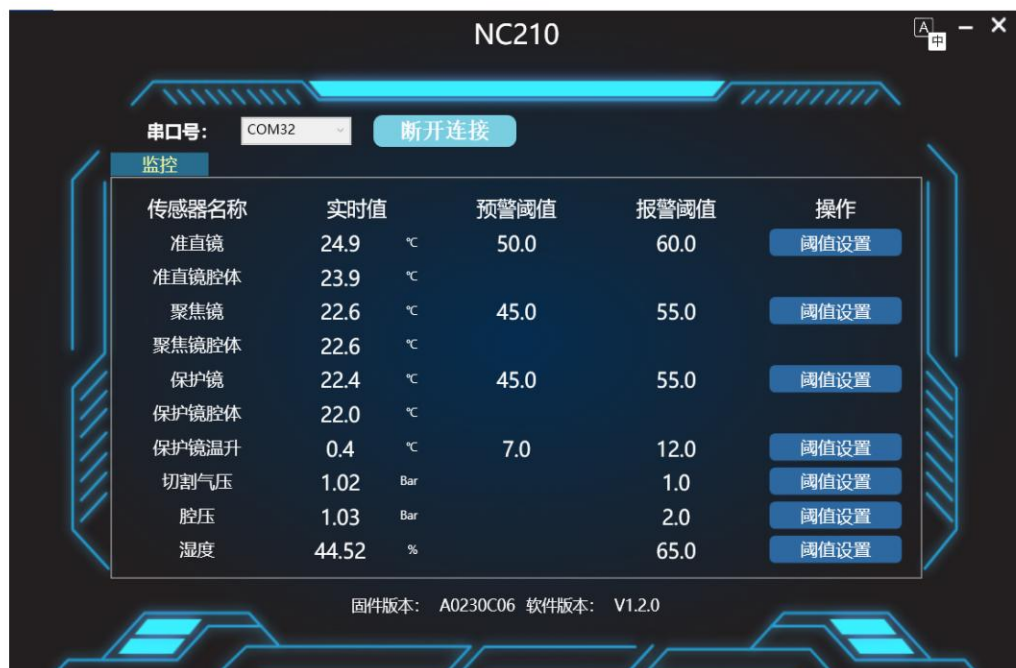 NC210
A
中
串口号： COM32 断开连接
监控
传感器名称 实时值 预警阈值 报警阈值 操作
准直镜 24.9 ℃ 50.0 60.0 阈值设置
准直镜腔体 23.9 ℃
聚焦镜 22.6 ℃ 45.0 55.0 阈值设置
聚焦镜腔体 22.6 ℃
保护镜 22.4 ℃ 45.0 55.0 阈值设置
保护镜腔体 22.0 ℃
保护镜温升 0.4 ℃ 7.0 12.0 阈值设置
切割气压 1.02 Bar 1.0 阈值设置
腔压 1.03 Bar 2.0 阈值设置
湿度 44.52 % 65.0 阈值设置
固件版本： A0230C06 软件版本： V1.2.0